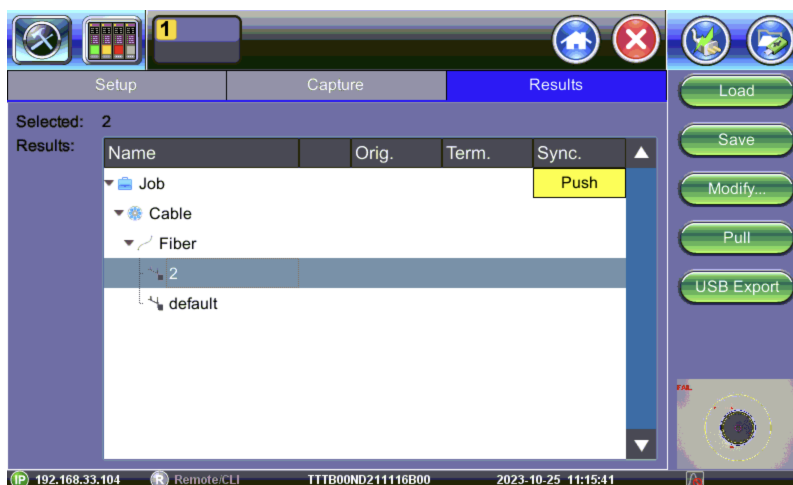 1
Setup Capture Results
Load
Selected: 2
Results:
Name Orig. Term. Sync.
Save
Job Push
Modify...
Cable
Fiber
Pull
2
USB Export
default
FAIL
IP 192.168.33.104 R Remote/CLI TTTB00ND211116B00 2023-10-25 11:15:41